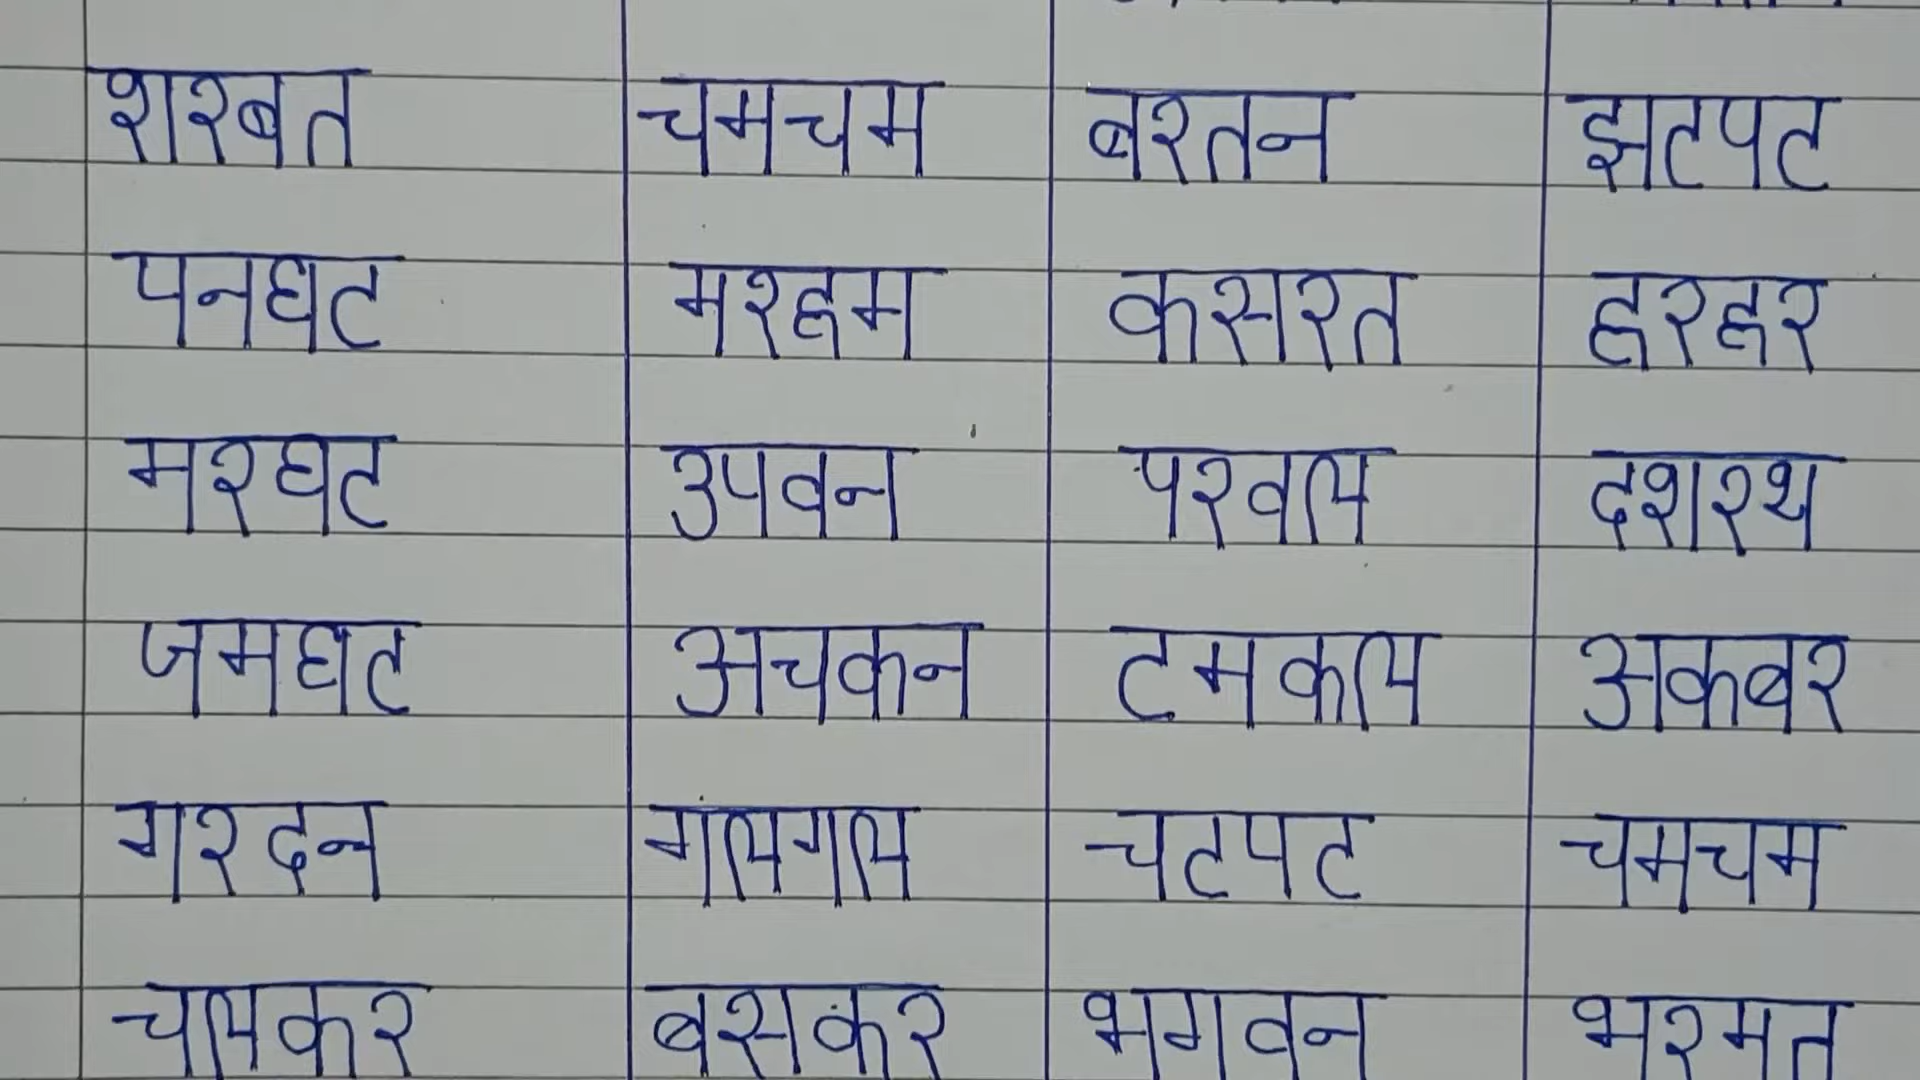 शरबत चमचम बरतन झटपट
पनघट मरहम कसरत हरहर
मरघट उपवन परवल दशरथ
जमघट अचकन टमकल अकबर
गरदन गलगल चटपट चमचम
चलकर बसकर भगवन भरमत